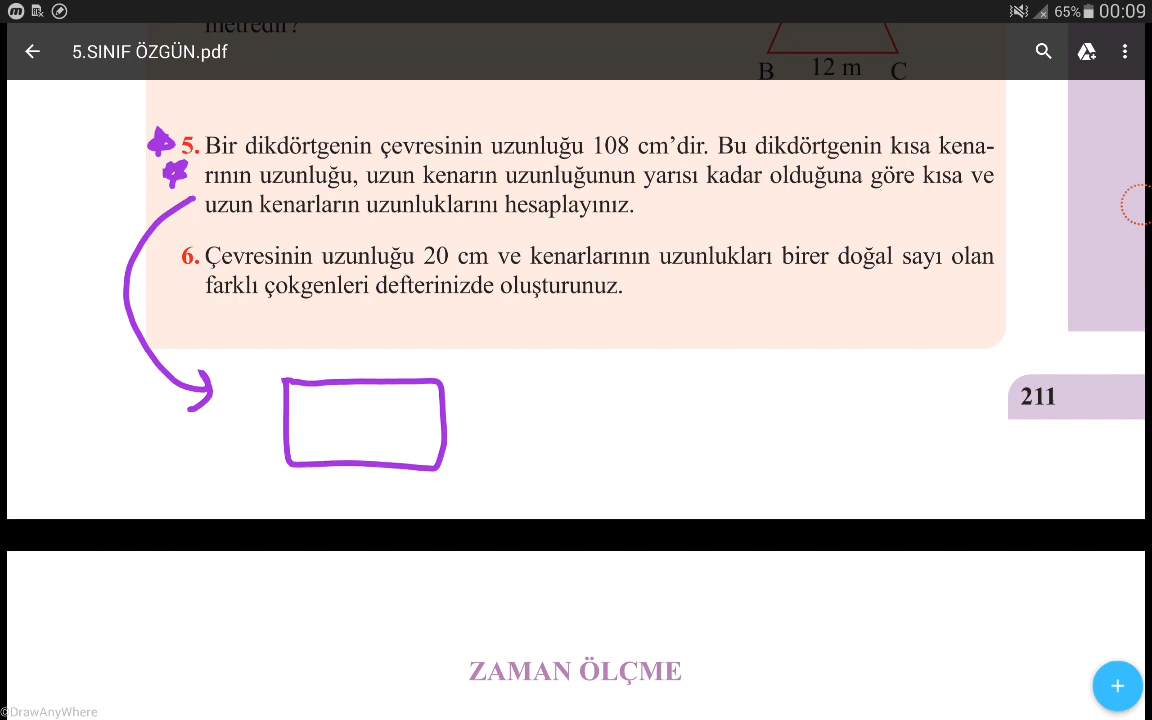 65% 00:09
metredir?
5.SINIF ÖZGÜN.pdf
B 12 m C
5. Bir dikdörtgenin çevresinin uzunluğu 108 cm’dir. Bu dikdörtgenin kısa kena-
rının uzunluğu, uzun kenarın uzunluğunun yarısı kadar olduğuna göre kısa ve
uzun kenarların uzunluklarını hesaplayınız.
6. Çevresinin uzunluğu 20 cm ve kenarlarının uzunlukları birer doğal sayı olan
farklı çokgenleri defterinizde oluşturunuz.
211
ZAMAN ÖLÇME
©DrawAnyWhere